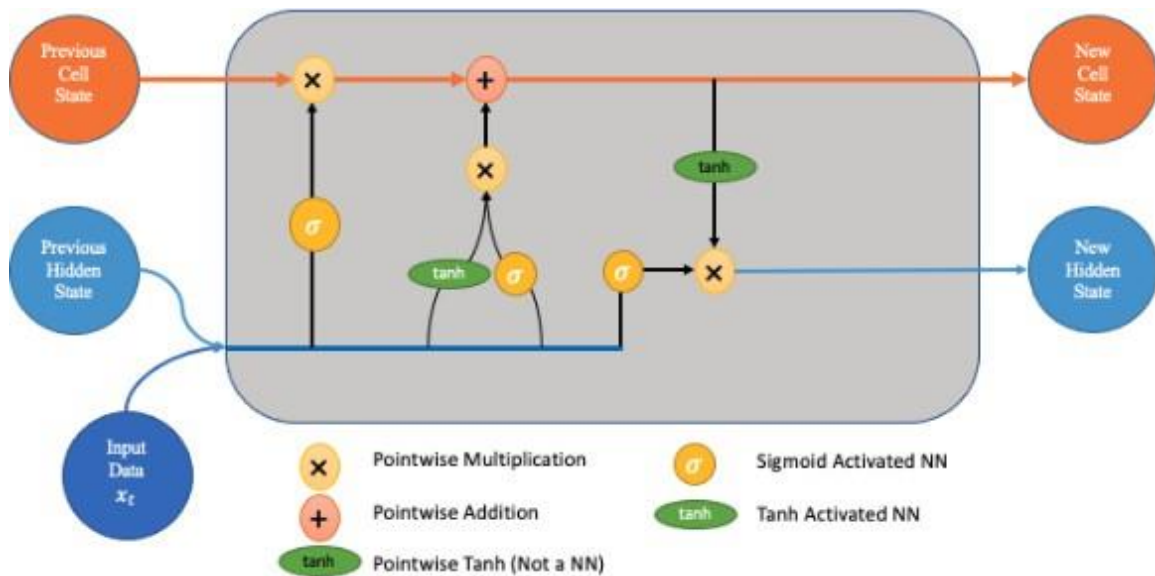 Previous
Cell
State
New
Cell
State
×
+
×
tanh
σ
Previous
Hidden
State
tanh
σ
σ
×
New
Hidden
State
Input
Data
xₜ
× Pointwise Multiplication
σ Sigmoid Activated NN
+ Pointwise Addition
tanh Tanh Activated NN
tanh Pointwise Tanh (Not a NN)